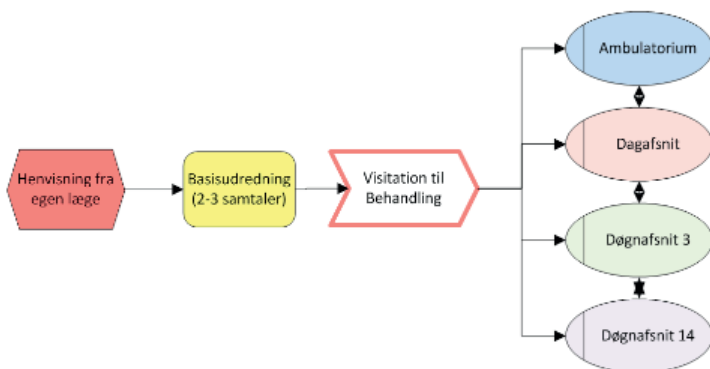 Henvisning fra
egen læge
Basisudredning
(2-3 samtaler)
Visitation til
Behandling
Ambulatorium
Dagafsnit
Døgnafsnit 3
Døgnafsnit 14